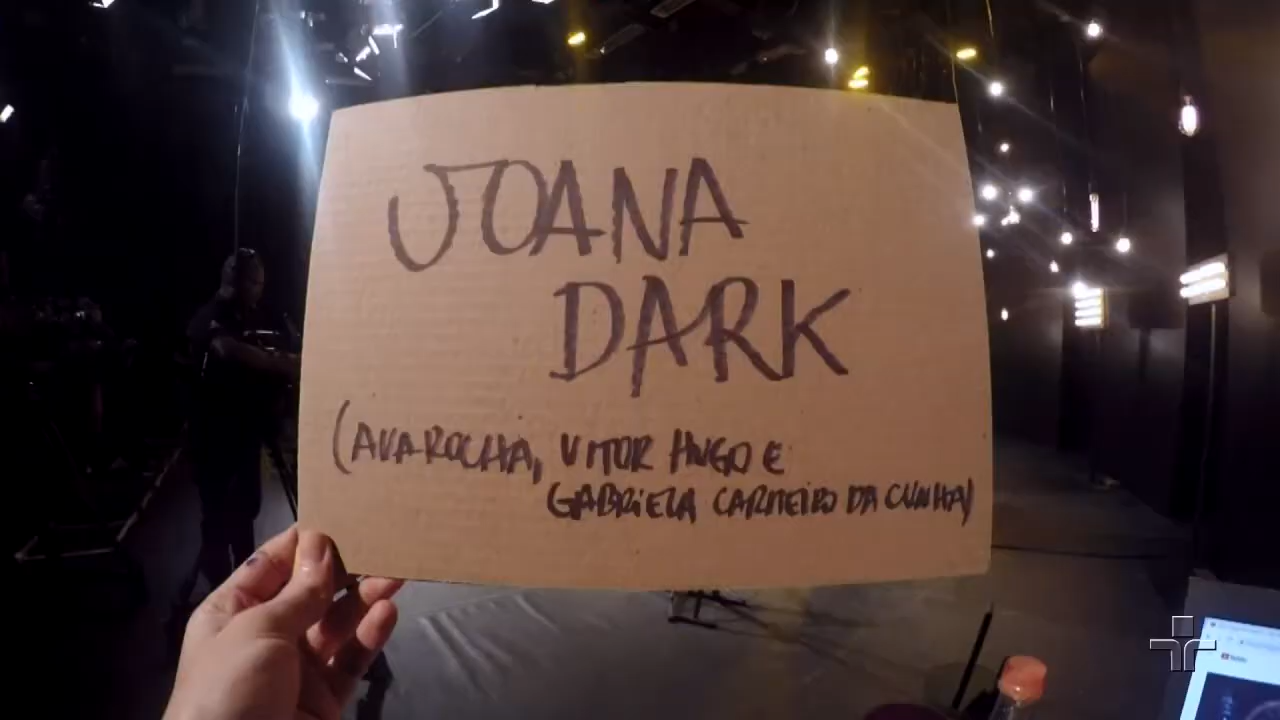 JOANA
DARK
(AVA ROCHA, VITOR HUGO E
GABRIELA CARNEIRO DA CUNHA)